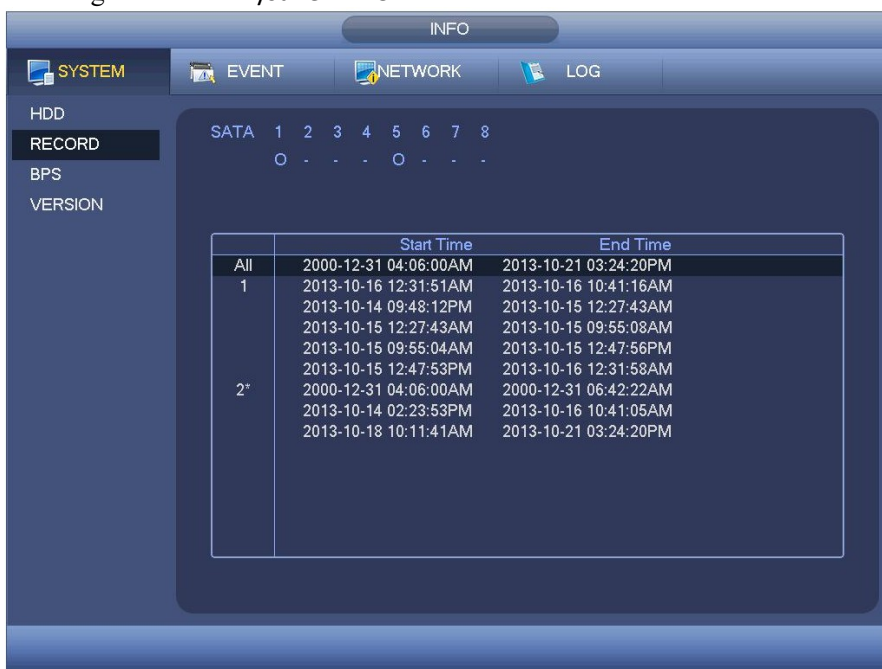 INFO
SYSTEM EVENT NETWORK LOG
HDD
RECORD
BPS
VERSION
SATA 1 2 3 4 5 6 7 8
O - - - O - - -
Start Time End Time
All 2000-12-31 04:06:00AM 2013-10-21 03:24:20PM
1 2013-10-16 12:31:51AM 2013-10-16 10:41:16AM
2013-10-14 09:48:12PM 2013-10-15 12:27:43AM
2013-10-15 12:27:43AM 2013-10-15 09:55:08AM
2013-10-15 09:55:04AM 2013-10-15 12:47:56PM
2013-10-15 12:47:53PM 2013-10-16 12:31:58AM
2* 2000-12-31 04:06:00AM 2000-12-31 06:42:22AM
2013-10-14 02:23:53PM 2013-10-16 10:41:05AM
2013-10-18 10:11:41AM 2013-10-21 03:24:20PM